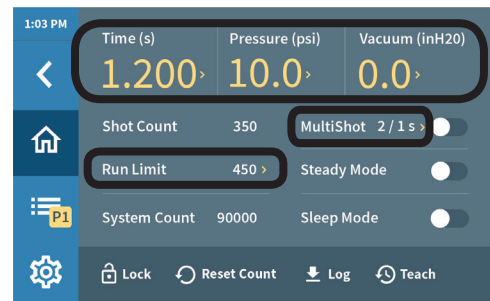 1:03 PM
Time (s) Pressure (psi) Vacuum (inH20)
1.200 › 10.0 › 0.0 ›
Shot Count 350 MultiShot 2 / 1 s ›
Run Limit 450 › Steady Mode
P1
System Count 90000 Sleep Mode
Lock Reset Count Log Teach